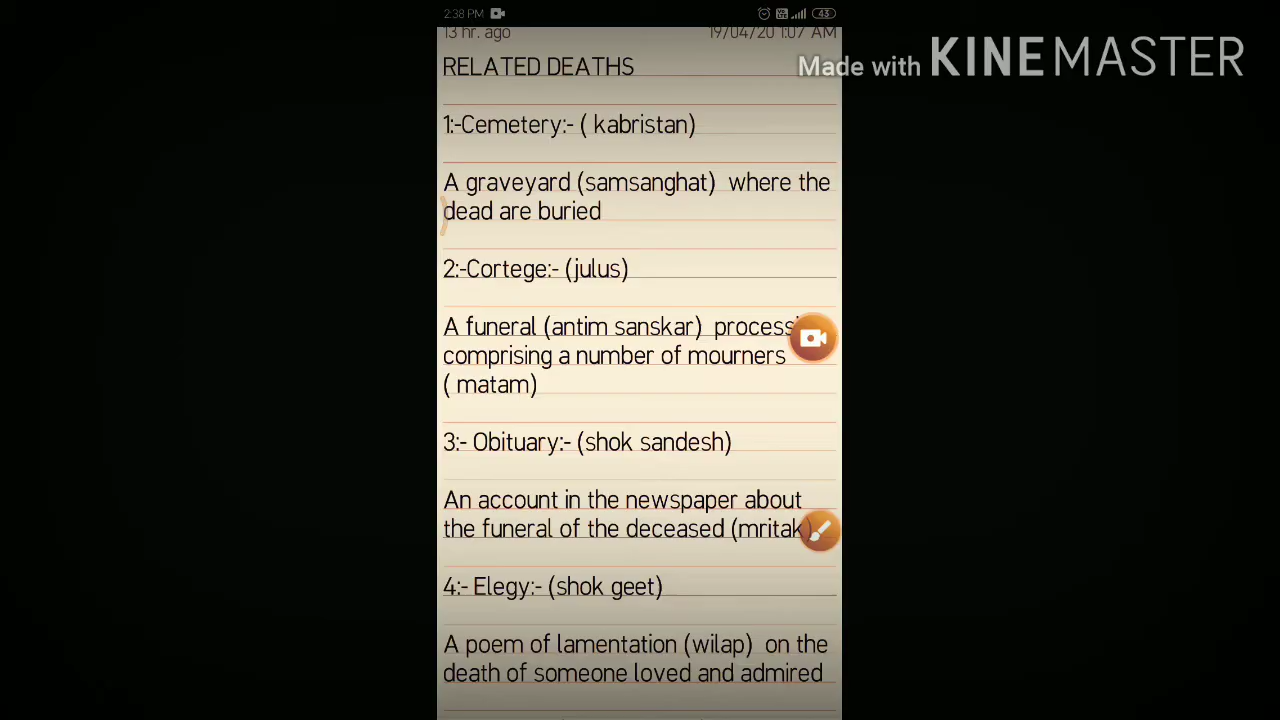 2:38 PM
43
13 hr. ago 19/04/20 1:07 AM
Made with KINEMASTER
RELATED DEATHS
1:-Cemetery:- ( kabristan)
A graveyard (samsanghat) where the
dead are buried
2:-Cortege:- (julus)
A funeral (antim sanskar)
comprising a number of mourners
( matam)
3:- Obituary:- (shok sandesh)
An account in the newspaper about
the funeral of the deceased (mritak)
4:- Elegy:- (shok geet)
A poem of lamentation (wilap) on the
death of someone loved and admired